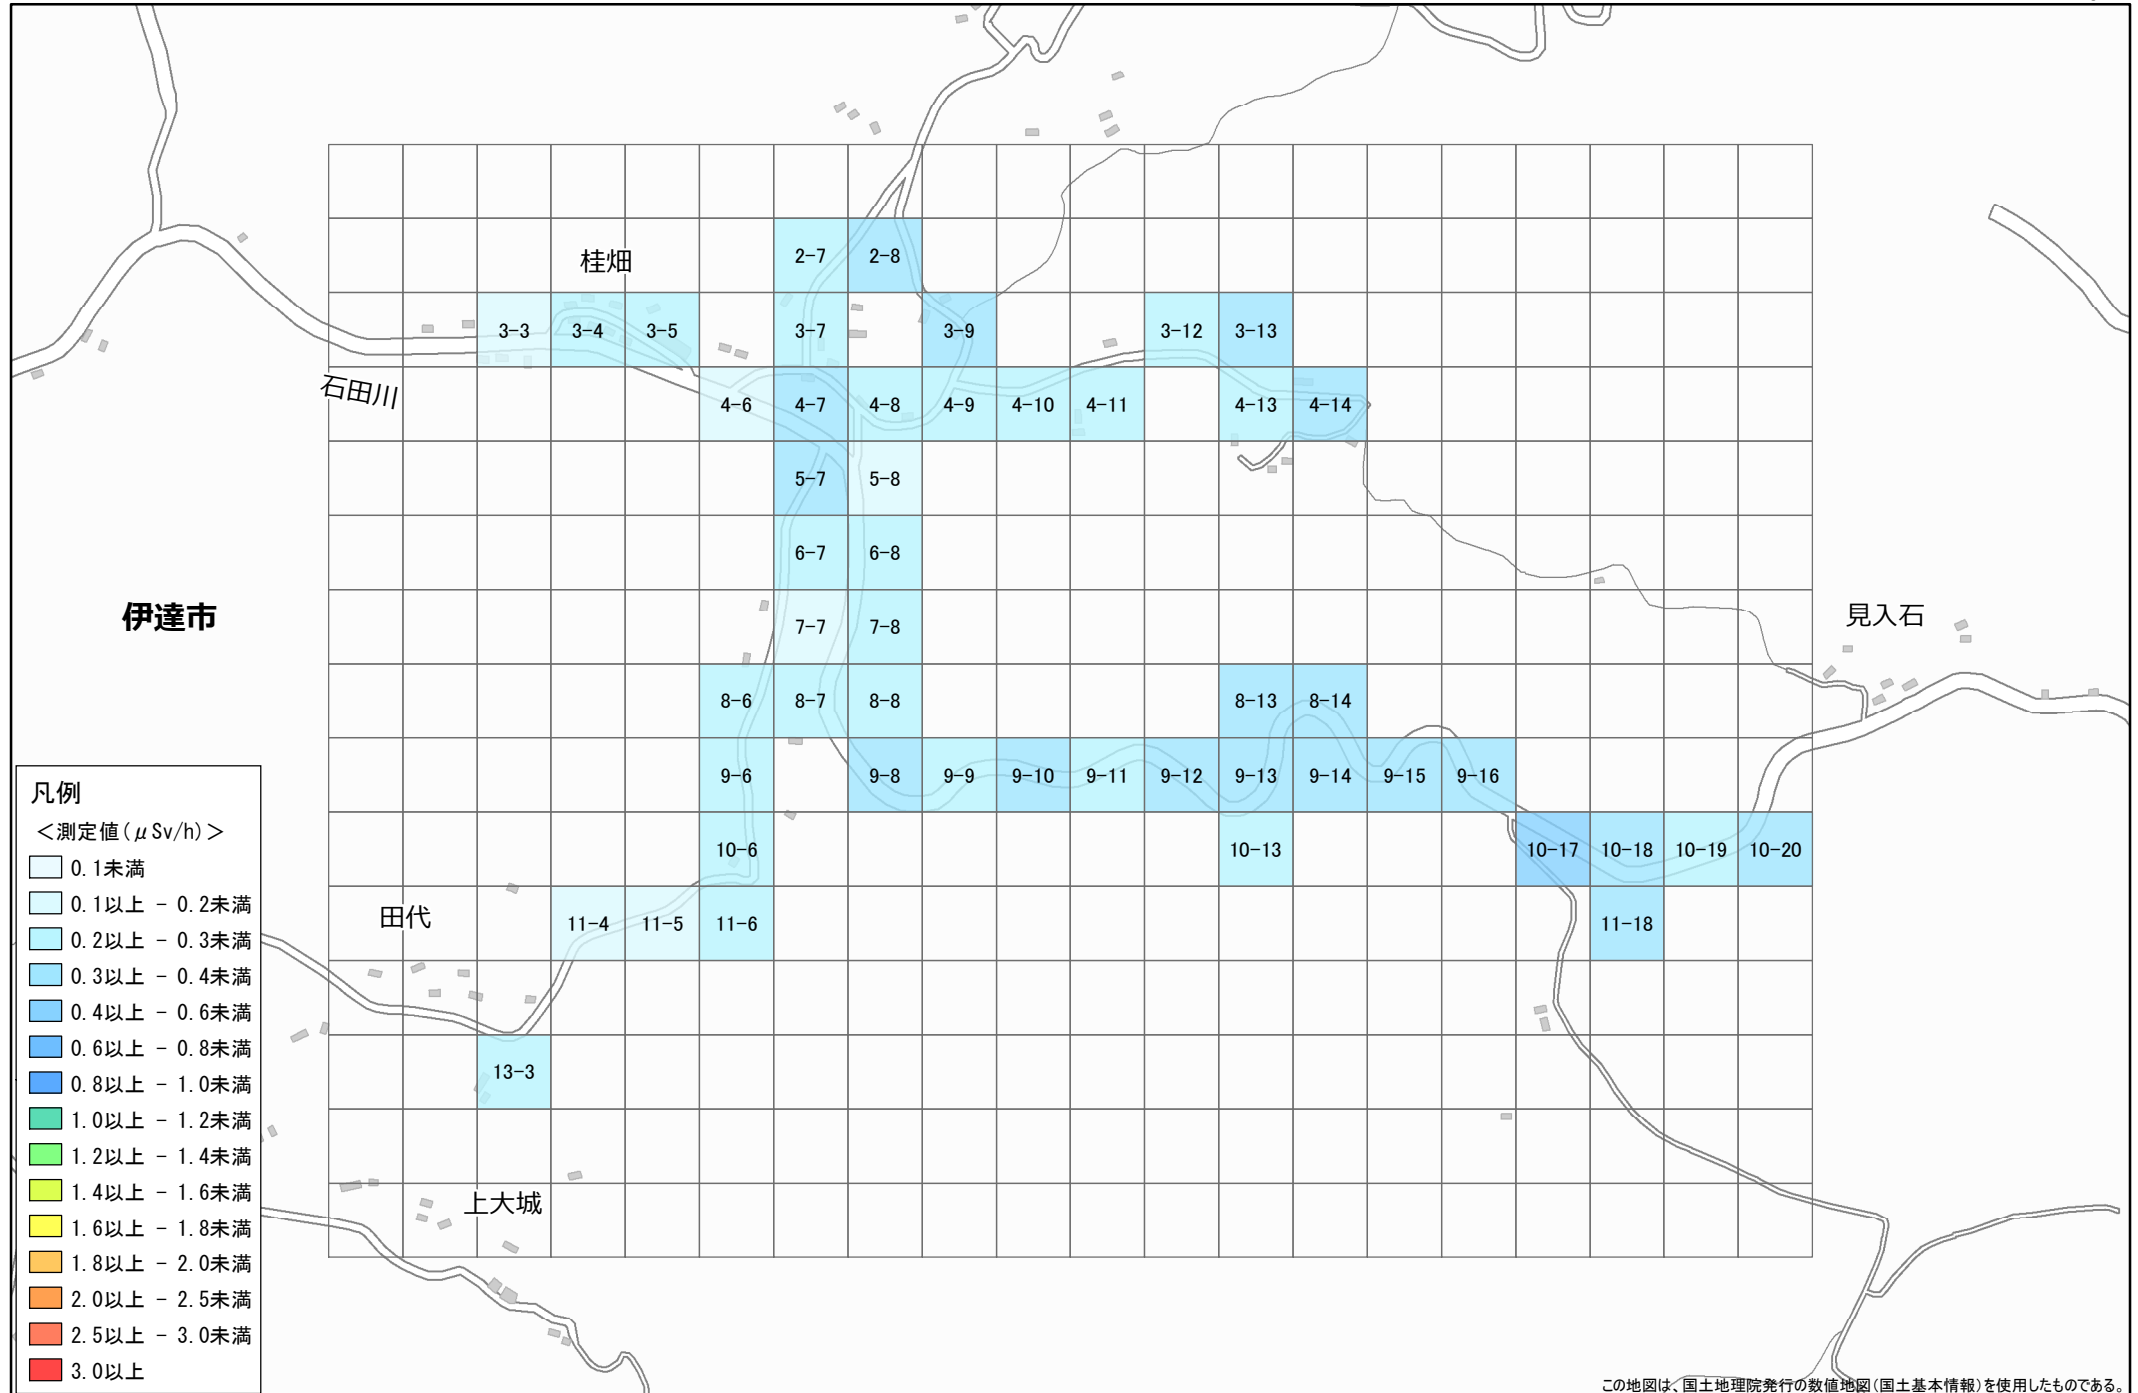 桂畑
2-7 2-8
3-3 3-4 3-5 3-7 3-9 3-12 3-13
石田川
4-6 4-7 4-8 4-9 4-10 4-11 4-13 4-14
5-7 5-8
6-7 6-8
伊達市
見入石
7-7 7-8
8-6 8-7 8-8 8-13 8-14
9-6 9-8 9-9 9-10 9-11 9-12 9-13 9-14 9-15 9-16
10-6 10-13 10-17 10-18 10-19 10-20
田代
11-4 11-5 11-6 11-18
13-3
上大城
凡例
＜測定値(μSv/h)＞
0.1未満
0.1以上 - 0.2未満
0.2以上 - 0.3未満
0.3以上 - 0.4未満
0.4以上 - 0.6未満
0.6以上 - 0.8未満
0.8以上 - 1.0未満
1.0以上 - 1.2未満
1.2以上 - 1.4未満
1.4以上 - 1.6未満
1.6以上 - 1.8未満
1.8以上 - 2.0未満
2.0以上 - 2.5未満
2.5以上 - 3.0未満
3.0以上
この地図は、国土地理院発行の数値地図(国土基本情報)を使用したものである。